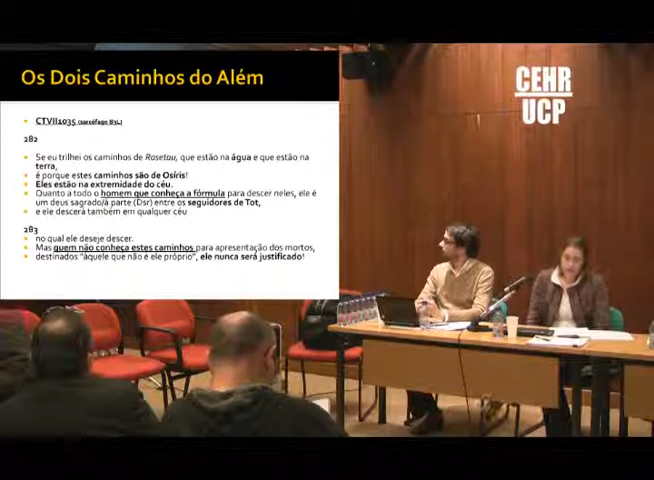 Os Dois Caminhos do Além
CTVII1035 (sarcófago B3L)
282
Se eu trilhei os caminhos de Rosetau, que estão na água e que estão na
terra,
é porque estes caminhos são de Osíris!
Eles estão na extremidade do céu.
Quanto a todo o homem que conheça a fórmula para descer neles, ele é
um deus sagrado/à parte (Dsr) entre os seguidores de Tot,
e ele descerá também em qualquer céu
283
no qual ele deseje descer.
Mas quem não conheça estes caminhos para apresentação dos mortos,
destinados "àquele que não é ele próprio", ele nunca será justificado!
CEHR
UCP